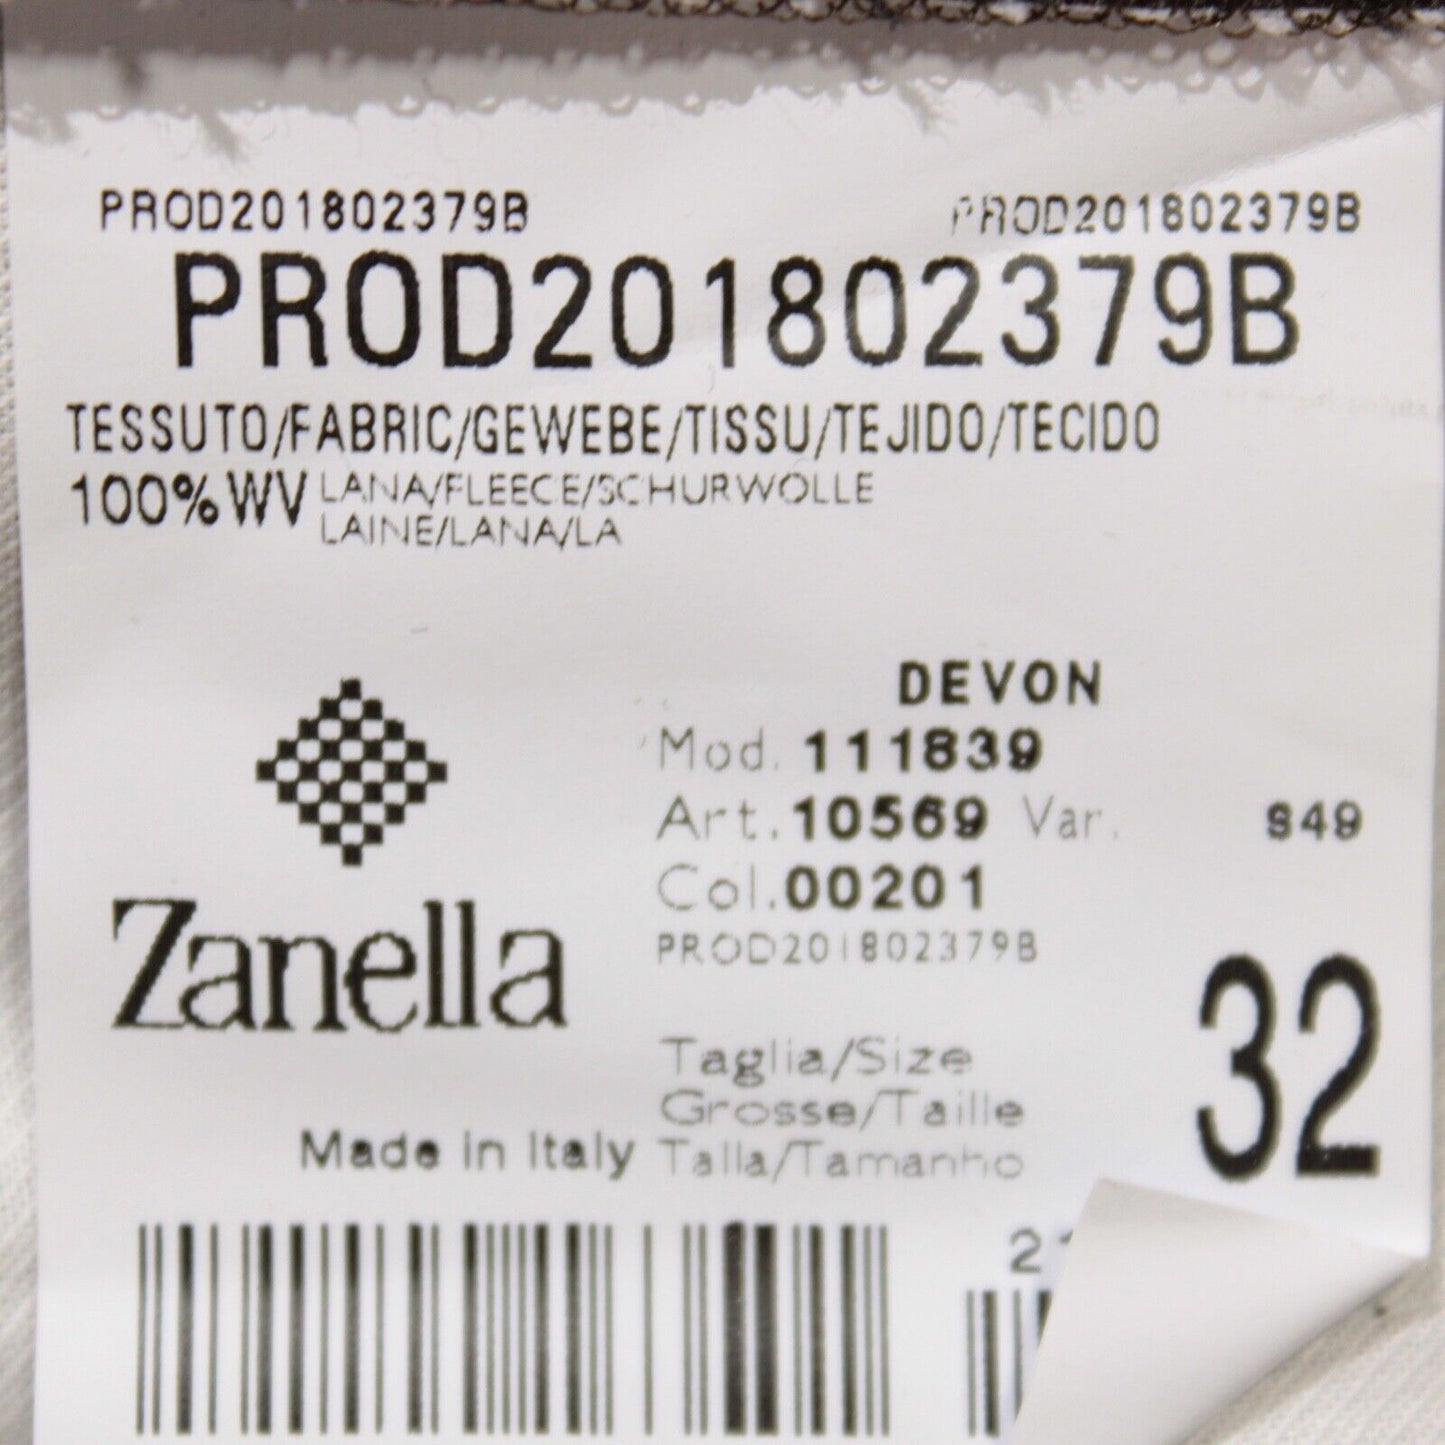 PROD201802379B PROD201802379B
PROD201802379B
TESSUTO/FABRIC/GEWEBE/TISSU/TEJIDO/TECIDO
100% WV LANA/FLEECE/SCHURWOLLE
LAINE/LANA/LA
DEVON
Mod. 111839
Art. 10569 Var. S49
Col. 00201
PROD201802379B
Zanella
32
Taglia/Size
Grosse/Taille
Made in Italy Talla/Tamanho